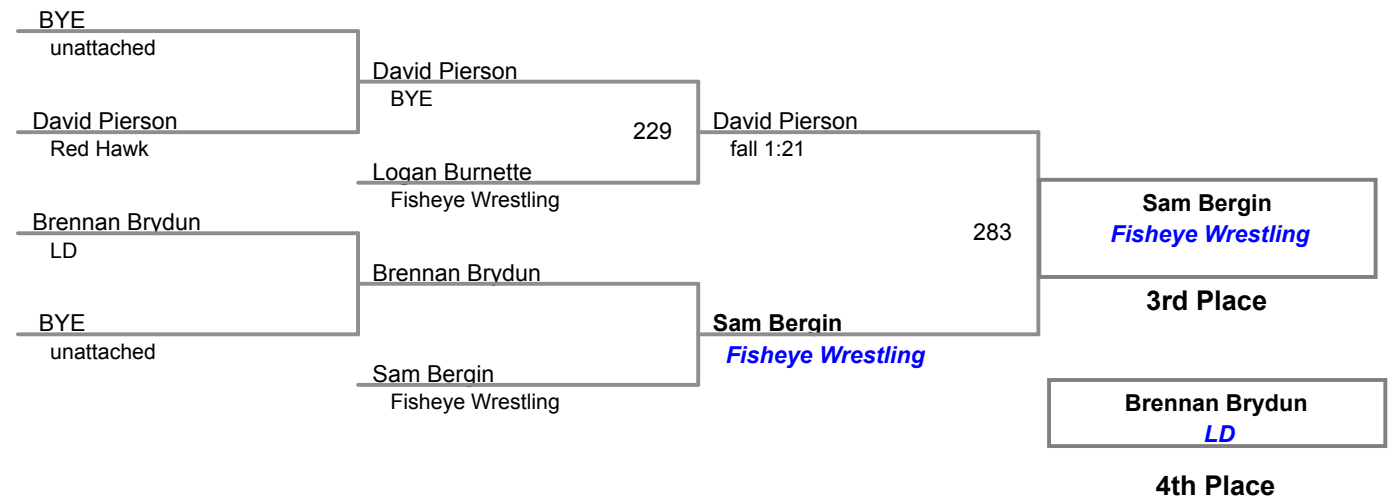 BYE
unattached
David Pierson
BYE
David Pierson
Red Hawk
229
David Pierson
fall 1:21
Logan Burnette
Fisheye Wrestling
Sam Bergin
Fisheye Wrestling
Brennan Brydun
LD
283
Brennan Brydun
3rd Place
BYE
unattached
Sam Bergin
Fisheye Wrestling
Sam Bergin
Fisheye Wrestling
Brennan Brydun
LD
4th Place